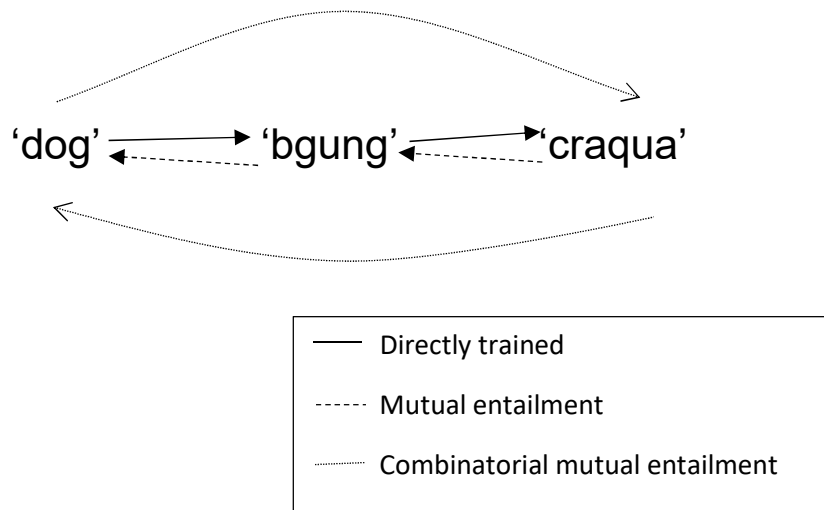 ‘dog’ ‘bgung’ ‘craqua’
Directly trained
Mutual entailment
Combinatorial mutual entailment